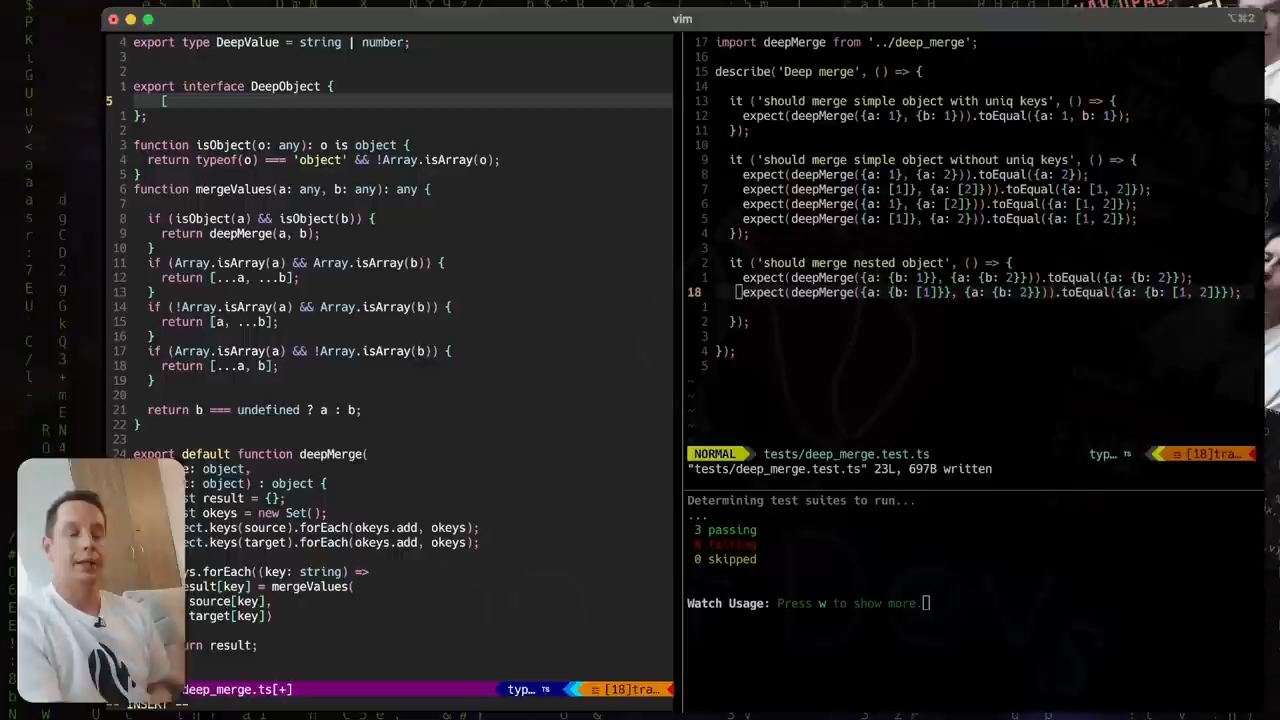 vim
⌥⌘2
4 export type DeepValue = string | number;
3
2
1 export interface DeepObject {
5 [
1 };
2
3 function isObject(o: any): o is object {
4 return typeof(o) === 'object' && !Array.isArray(o);
5 }
6 function mergeValues(a: any, b: any): any {
7
8 if (isObject(a) && isObject(b)) {
9 return deepMerge(a, b);
10 }
11 if (Array.isArray(a) && Array.isArray(b)) {
12 return [...a, ...b];
13 }
14 if (!Array.isArray(a) && Array.isArray(b)) {
15 return [a, ...b];
16 }
17 if (Array.isArray(a) && !Array.isArray(b)) {
18 return [...a, b];
19 }
20
21 return b === undefined ? a : b;
22 }
23
24 export default function deepMerge(
e: object,
: object) : object {
st result = {};
st okeys = new Set();
ect.keys(source).forEach(okeys.add, okeys);
ect.keys(target).forEach(okeys.add, okeys);
ys.forEach((key: string) =>
esult[key] = mergeValues(
source[key],
target[key])
urn result;
deep_merge.ts[+]
typ… TS
[18]tra…
-- INSERT --
17 import deepMerge from '../deep_merge';
16
15 describe('Deep merge', () => {
14
13 it ('should merge simple object with uniq keys', () => {
12 expect(deepMerge({a: 1}, {b: 1})).toEqual({a: 1, b: 1});
11 });
10
9 it ('should merge simple object without uniq keys', () => {
8 expect(deepMerge({a: 1}, {a: 2})).toEqual({a: 2});
7 expect(deepMerge({a: [1]}, {a: [2]})).toEqual({a: [1, 2]});
6 expect(deepMerge({a: 1}, {a: [2]})).toEqual({a: [1, 2]});
5 expect(deepMerge({a: [1]}, {a: 2})).toEqual({a: [1, 2]});
4 });
3
2 it ('should merge nested object', () => {
1 expect(deepMerge({a: {b: 1}}, {a: {b: 2}})).toEqual({a: {b: 2}});
18 expect(deepMerge({a: {b: [1]}}, {a: {b: 2}})).toEqual({a: {b: [1, 2]}});
1
2 });
3
4 });
5
~
~
~
~
NORMAL tests/deep_merge.test.ts typ… TS [18]tra…
"tests/deep_merge.test.ts" 23L, 697B written
Determining test suites to run...
...
3 passing
0 failing
0 skipped
Watch Usage: Press w to show more.